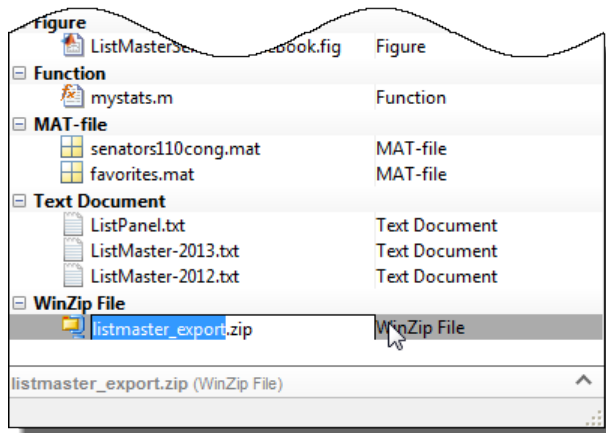 Figure
ListMasterSc ebook.fig Figure
Function
mystats.m Function
MAT-file
senators110cong.mat MAT-file
favorites.mat MAT-file
Text Document
ListPanel.txt Text Document
ListMaster-2013.txt Text Document
ListMaster-2012.txt Text Document
WinZip File
listmaster_export.zip WinZip File
listmaster_export.zip (WinZip File)